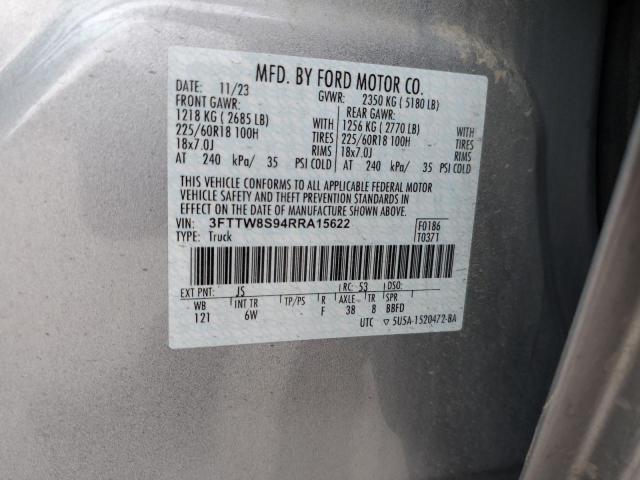 MFD. BY FORD MOTOR CO.
DATE: 11/23 GVWR: 2350 KG ( 5180 LB)
FRONT GAWR: REAR GAWR:
1218 KG ( 2685 LB) WITH 1256 KG ( 2770 LB) WITH
225/60R18 100H TIRES 225/60R18 100H TIRES
18x7.0J RIMS 18x7.0J RIMS
AT 240 kPa/ 35 PSI COLD AT 240 kPa/ 35 PSI COLD
THIS VEHICLE CONFORMS TO ALL APPLICABLE FEDERAL MOTOR
VEHICLE SAFETY AND THEFT PREVENTION STANDARDS IN
EFFECT ON THE DATE OF MANUFACTURE SHOWN ABOVE.
VIN: 3FTTW8S94RRA15622 F0186
TYPE: Truck T0371
EXT PNT: JS RC: 53 DSO:
WB INT TR TP/PS R AXLE TR SPR
121 6W F 38 8 BBFD
UTC ▽ 5U5A-1520472-BA